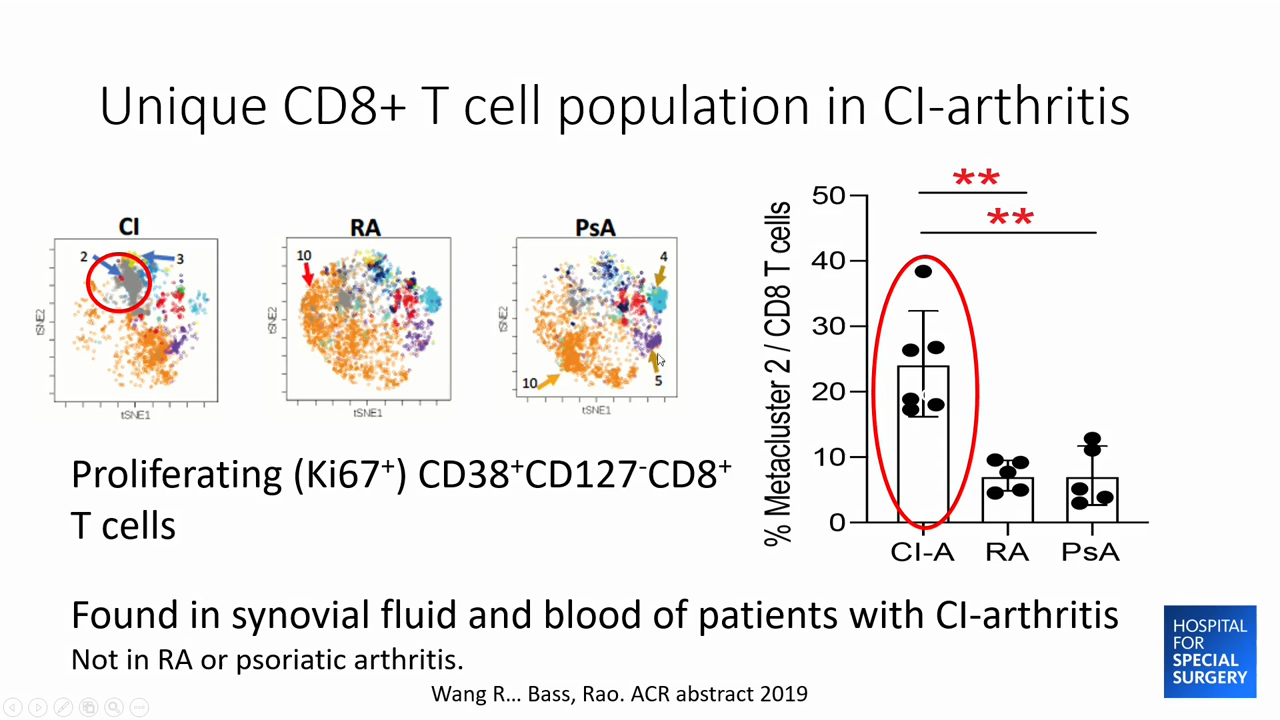 Unique CD8+ T cell population in CI-arthritis
CI
2
3
tSNE2
tSNE1
RA
10
tSNE2
tSNE1
PsA
4
10
5
tSNE2
tSNE1
**
**
% Metacluster 2 / CD8 T cells
50
40
30
20
10
0
CI-A
RA
PsA
Proliferating (Ki67⁺) CD38⁺CD127⁻CD8⁺
T cells
Found in synovial fluid and blood of patients with CI-arthritis
Not in RA or psoriatic arthritis.
Wang R... Bass, Rao. ACR abstract 2019
HOSPITAL
FOR
SPECIAL
SURGERY